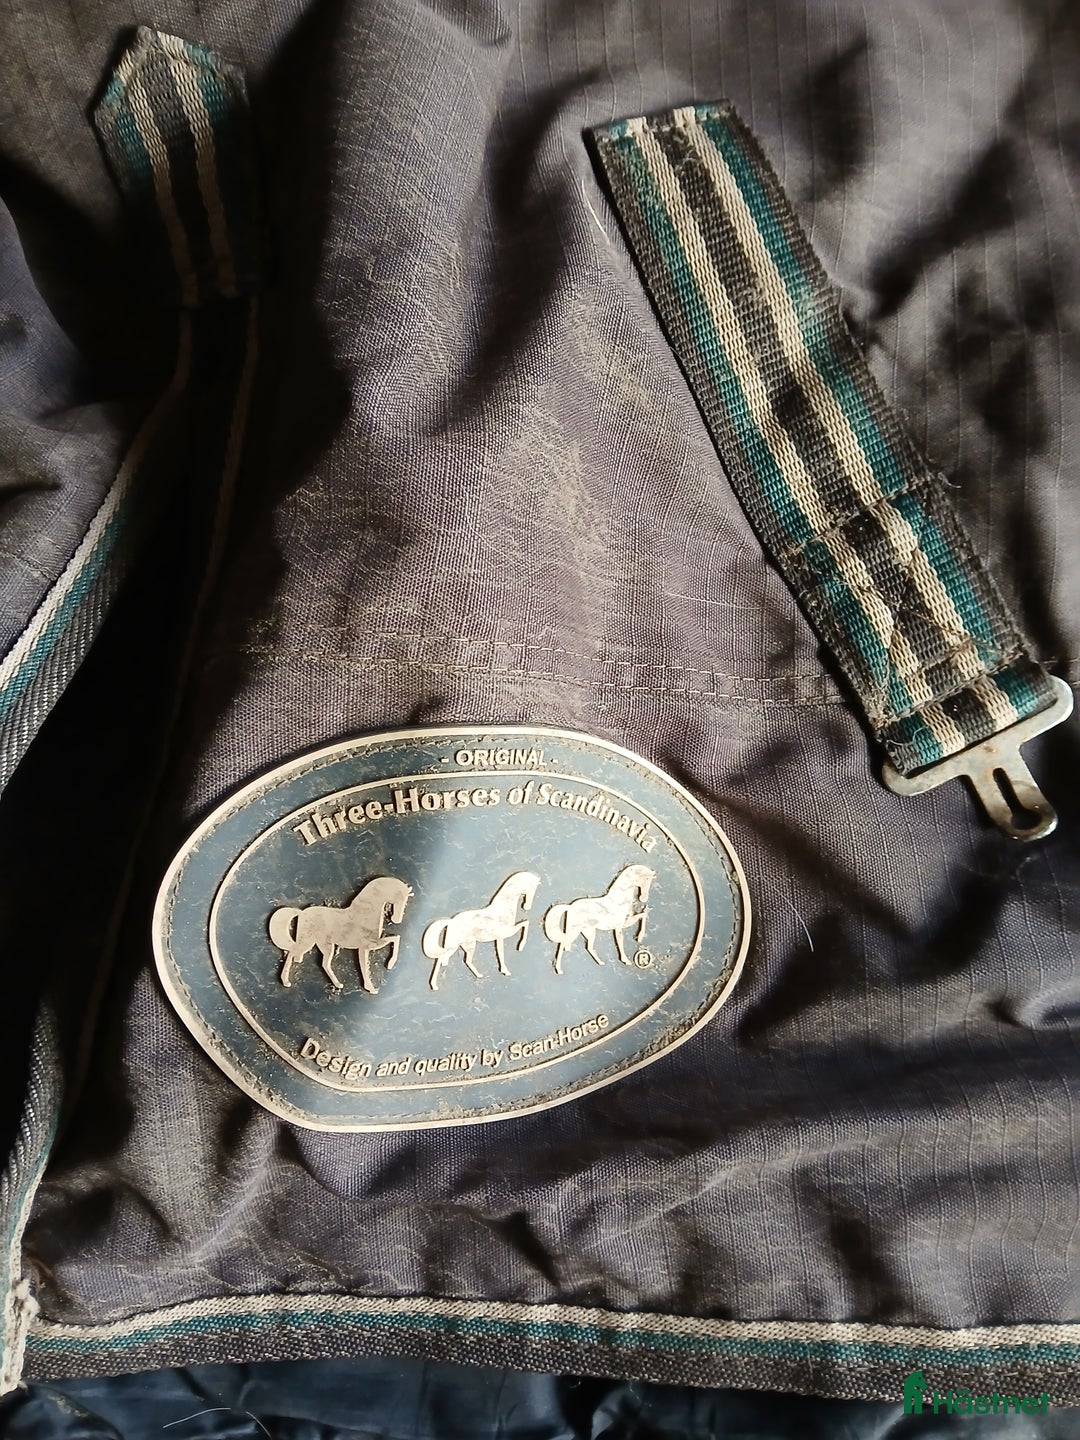 - ORIGINAL -
Three-Horses of Scandinavia
®
Design and quality by Scan-Horse
Hästnet